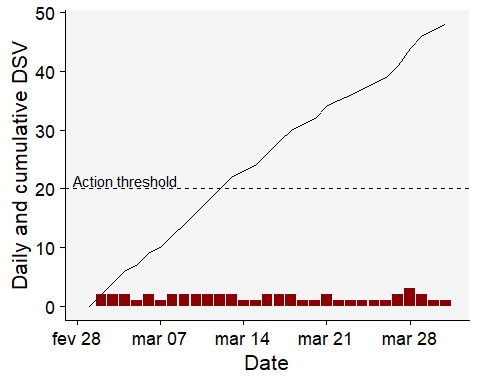 Daily and cumulative DSV
50
40
30
20
10
0
Action threshold
fev 28
mar 07
mar 14
mar 21
mar 28
Date